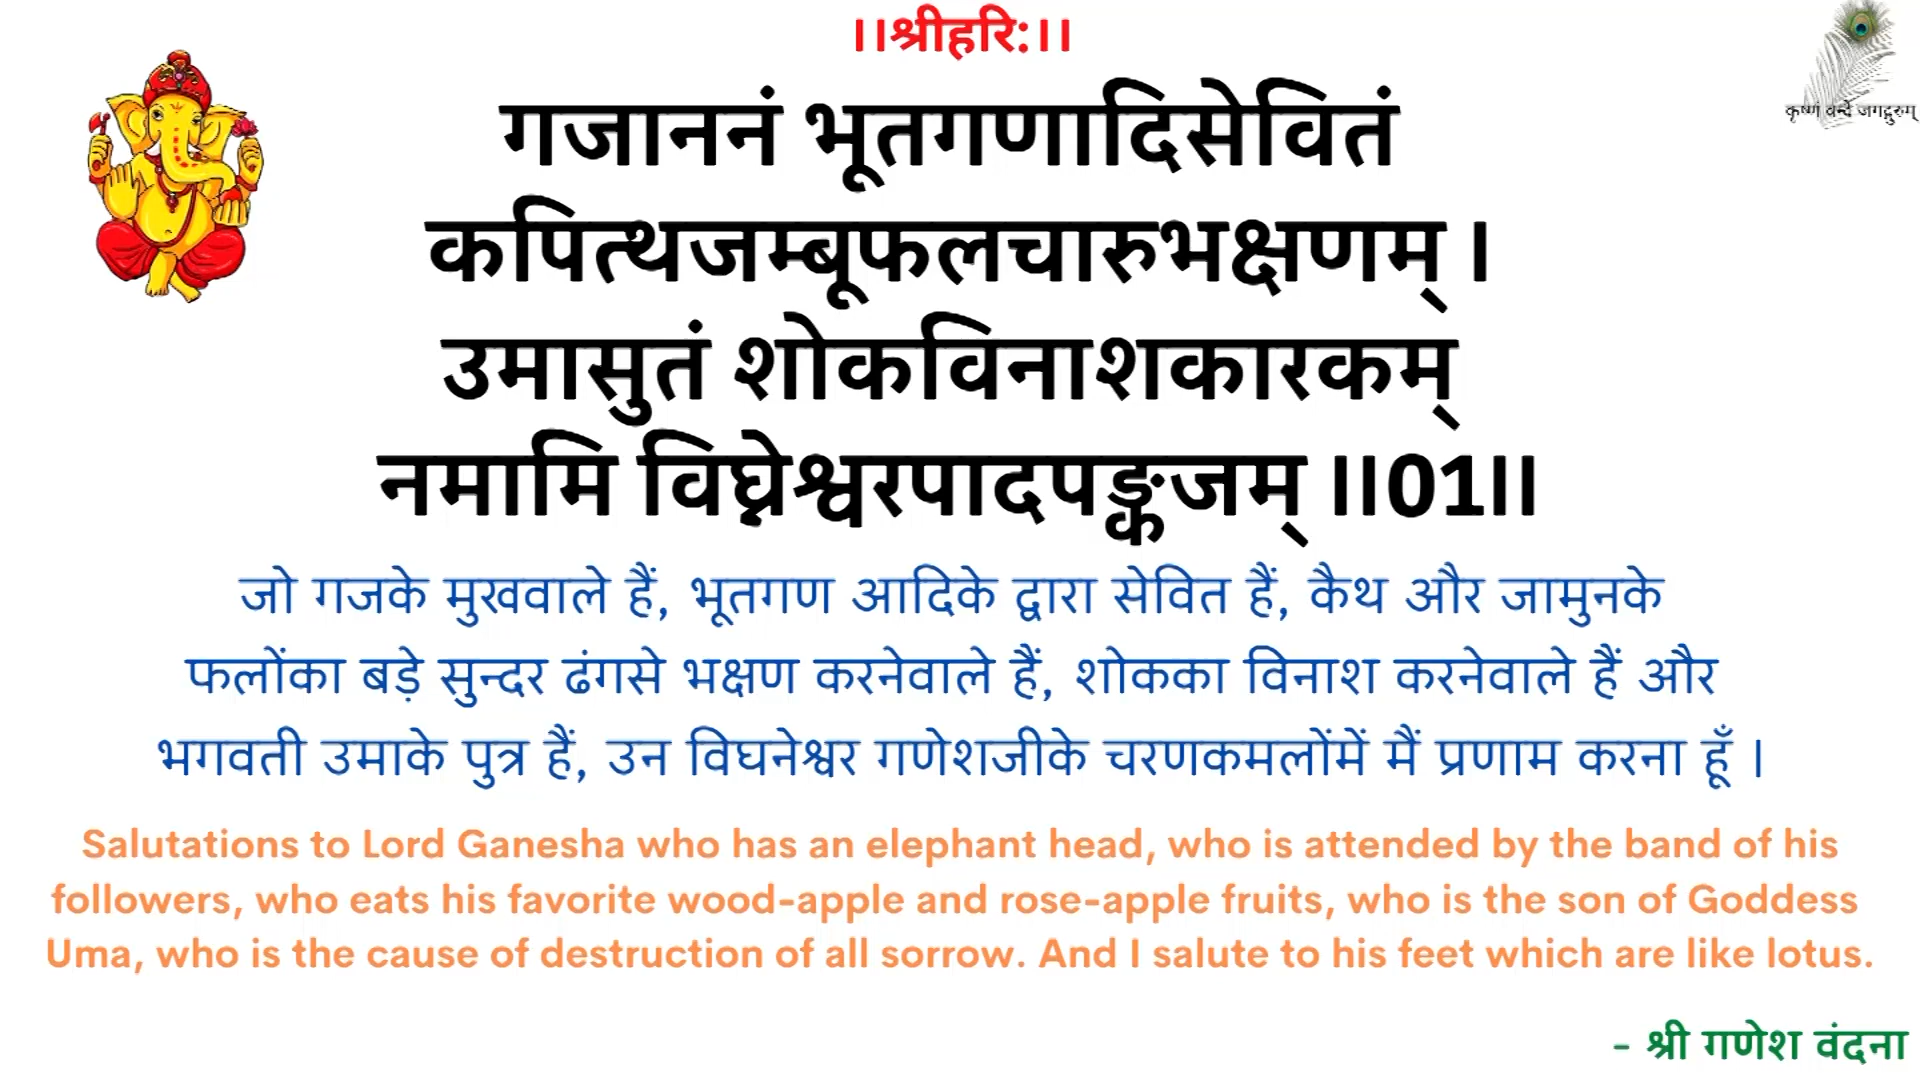 ।।श्रीहरि:।।
कृष्णं वन्दे जगद्गुरुम्
गजाननं भूतगणादिसेवितं
कपित्थजम्बूफलचारुभक्षणम् ।
उमासुतं शोकविनाशकारकम्
नमामि विघ्नेश्वरपादपङ्कजम् ।।01।।
जो गजके मुखवाले हैं, भूतगण आदिके द्वारा सेवित हैं, कैथ और जामुनके
फलोंका बड़े सुन्दर ढंगसे भक्षण करनेवाले हैं, शोकका विनाश करनेवाले हैं और
भगवती उमाके पुत्र हैं, उन विघनेश्वर गणेशजीके चरणकमलोंमें मैं प्रणाम करना हूँ ।
Salutations to Lord Ganesha who has an elephant head, who is attended by the band of his
followers, who eats his favorite wood-apple and rose-apple fruits, who is the son of Goddess
Uma, who is the cause of destruction of all sorrow. And I salute to his feet which are like lotus.
- श्री गणेश वंदना